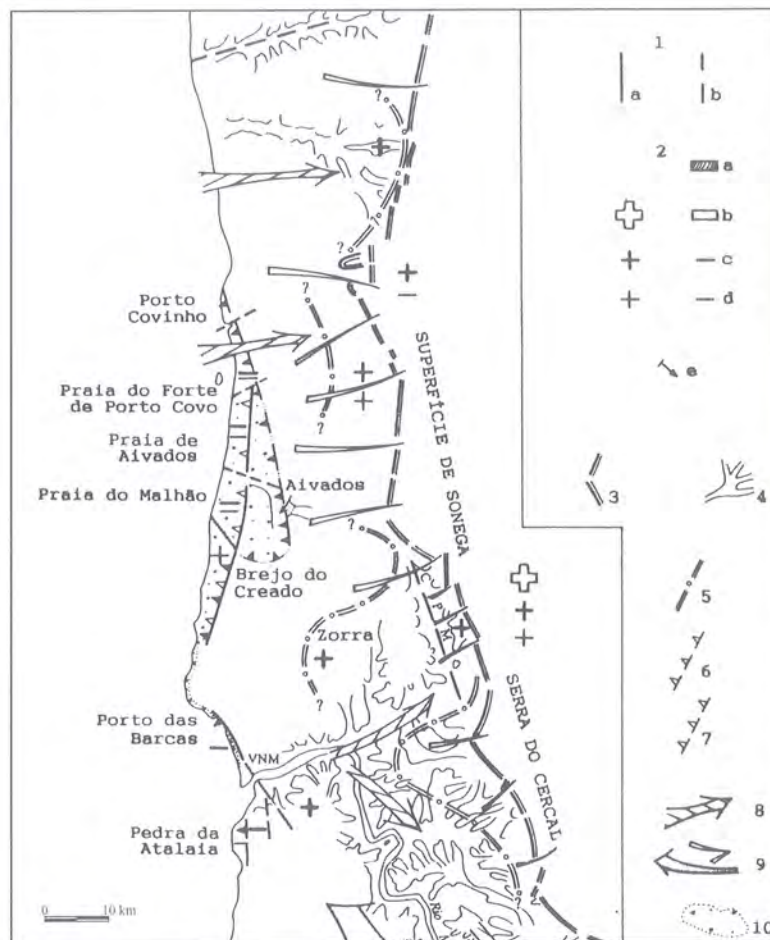 Porto
Covinho
Praia do Forte
de Porto Covo
Praia de
Aivados
Praia do Malhão
Aivados
Brejo do
Creado
Zorra
Porto das
Barcas
VNM
Pedra da
Atalaia
0 10 km
SUPERFÍCIE DE SONEGA
SERRA DO CERCAL
Rio
?
?
?
?
?
?
?
1
a
b
2
a
b
c
d
e
3
4
5
6
7
8
9
10